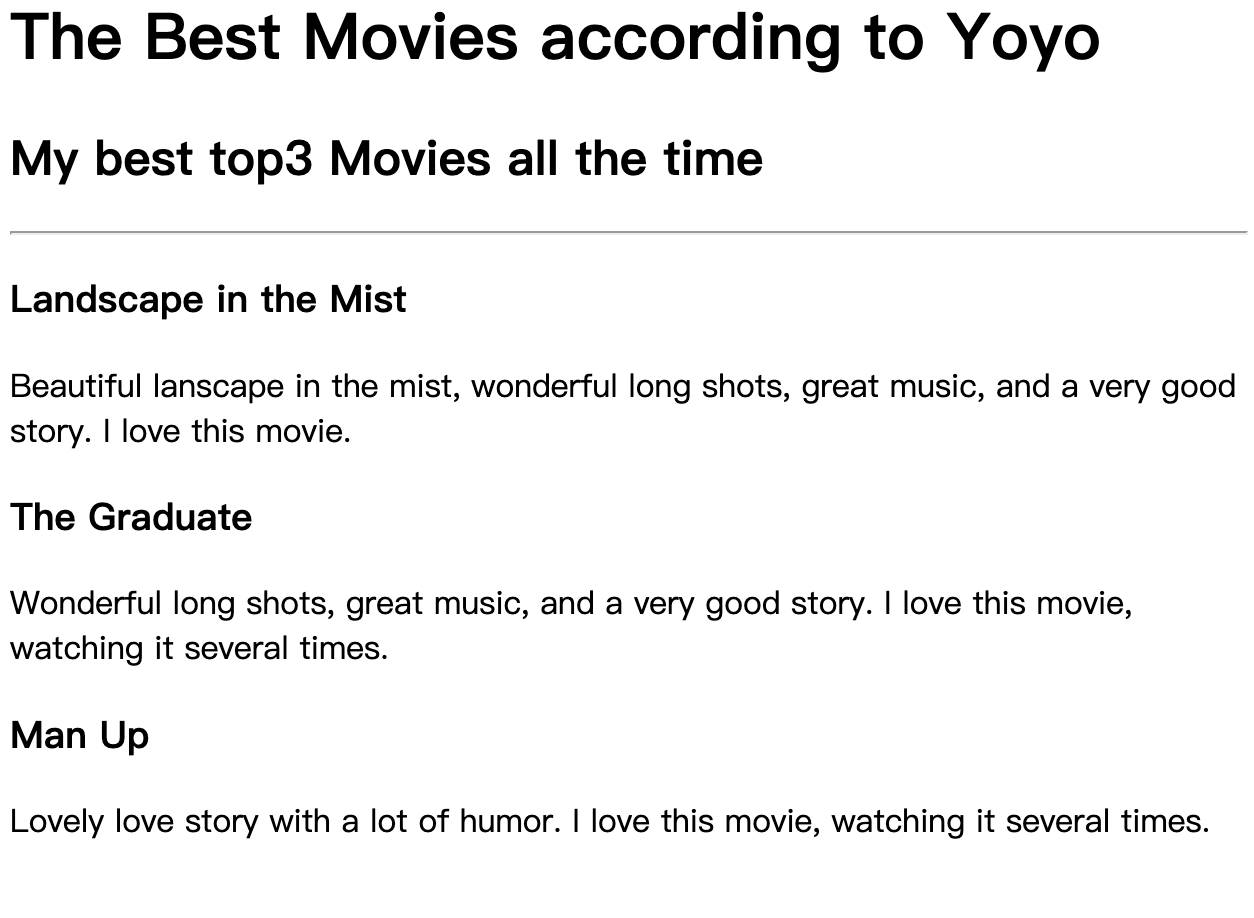 The Best Movies according to Yoyo
My best top3 Movies all the time
Landscape in the Mist
Beautiful lanscape in the mist, wonderful long shots, great music, and a very good
story. I love this movie.
The Graduate
Wonderful long shots, great music, and a very good story. I love this movie,
watching it several times.
Man Up
Lovely love story with a lot of humor. I love this movie, watching it several times.